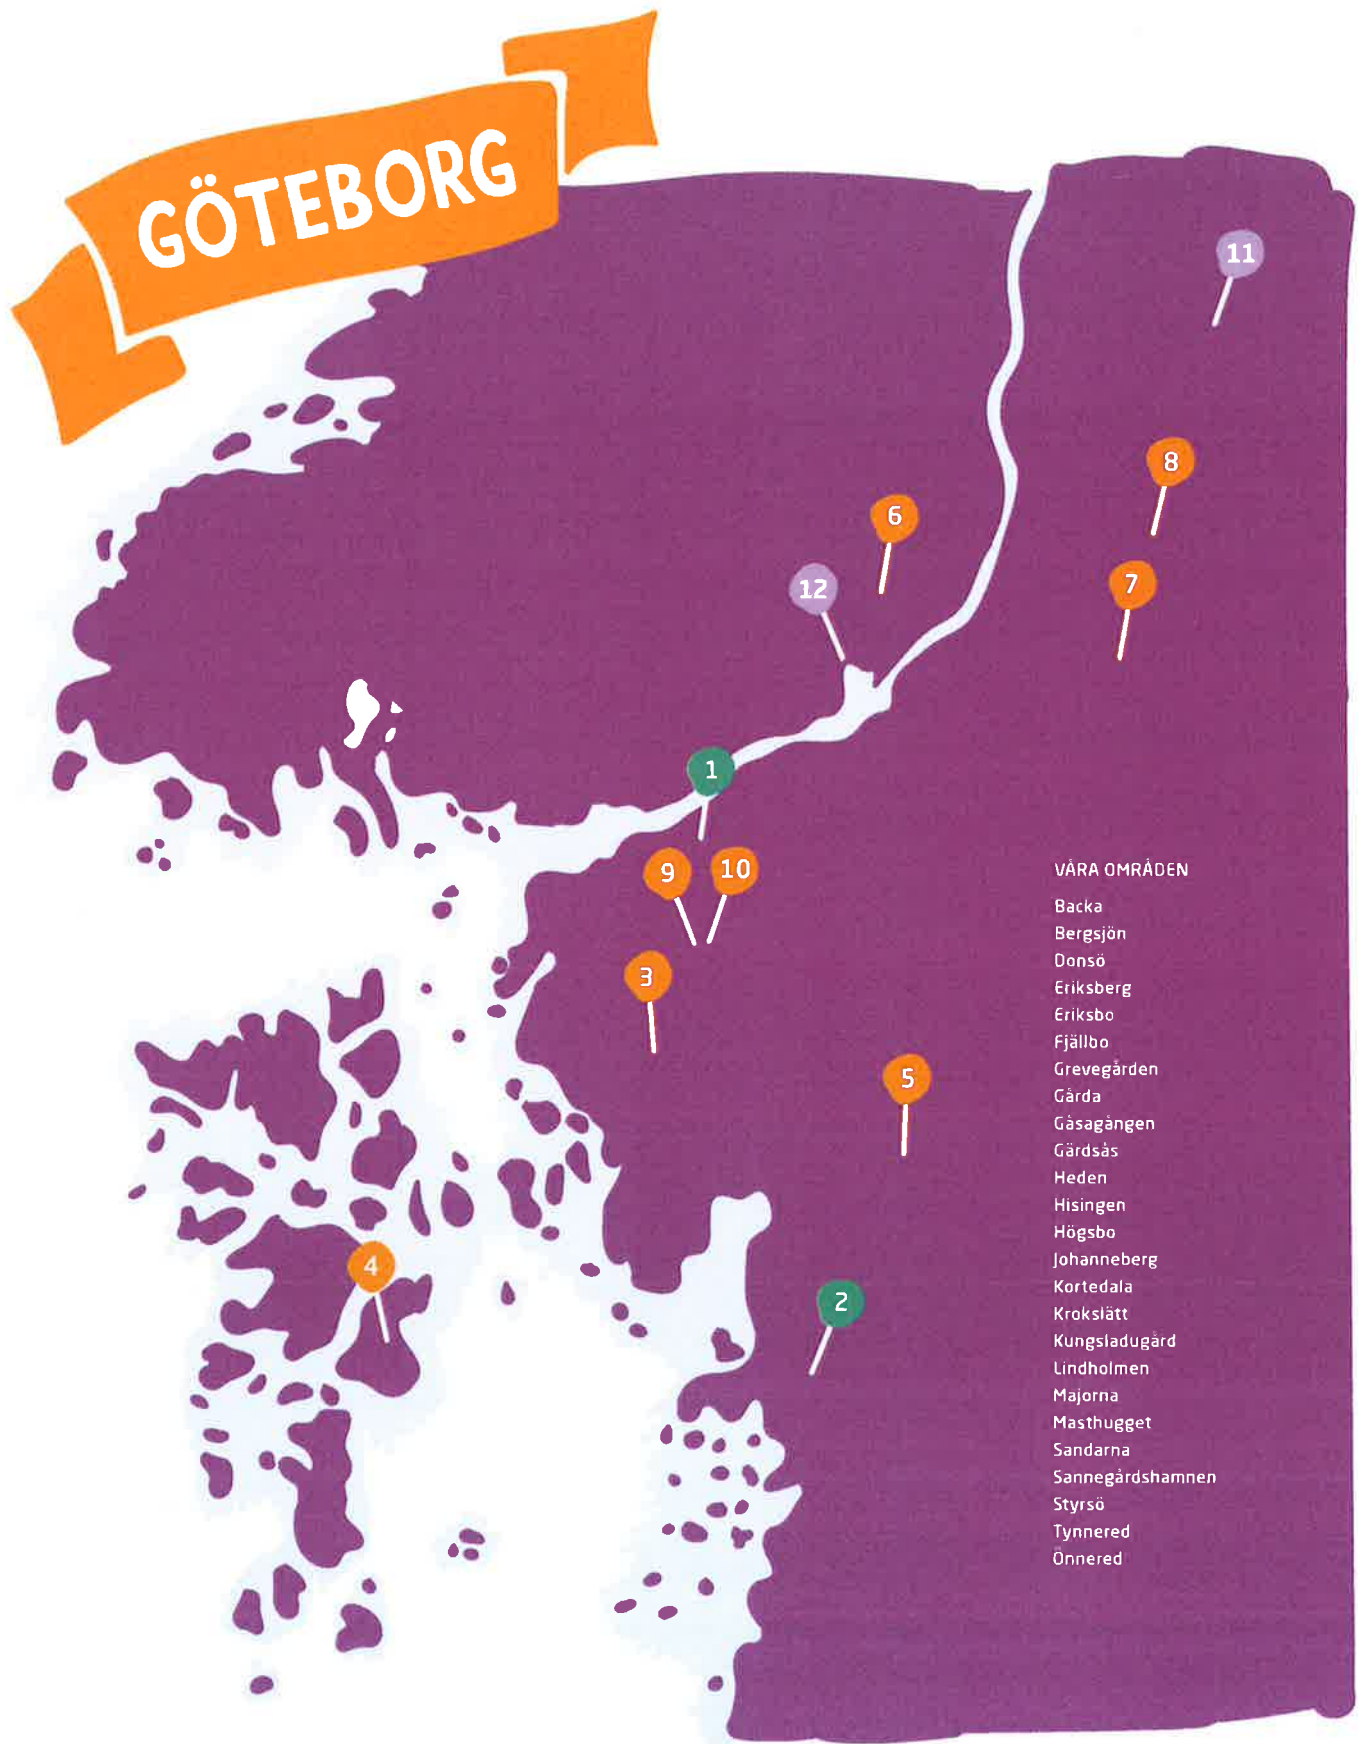 GÖTEBORG
11
8
6
7
12
1
9
10
3
5
4
2
VÅRA OMRÅDEN
Backa
Bergsjön
Donsö
Eriksberg
Eriksbo
Fjällbo
Grevegården
Gårda
Gåsagången
Gärdsås
Heden
Hisingen
Högsbo
Johanneberg
Kortedala
Krokslätt
Kungsladugård
Lindholmen
Majorna
Masthugget
Sandarna
Sannegårdshamnen
Styrsö
Tynnered
Önnered